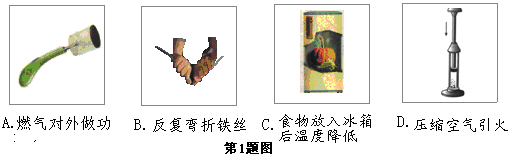 A.燃气对外做功
B. 反复弯折铁丝
C.食物放入冰箱
后温度降低
D. 压缩空气引火
第1题图